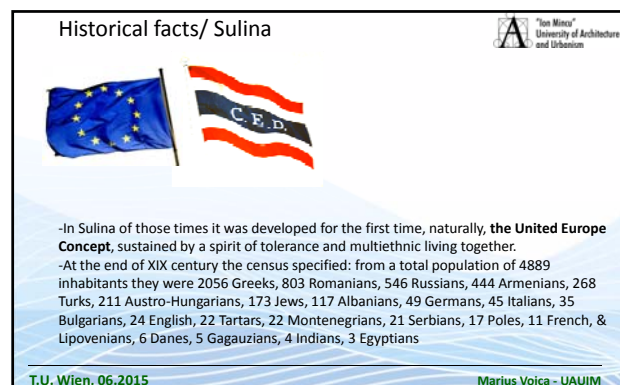 Historical facts/ Sulina
"Ion Mincu"
University of Architecture
and Urbanism
C.E.D.
-In Sulina of those times it was developed for the first time, naturally, the United Europe
Concept, sustained by a spirit of tolerance and multiethnic living together.
-At the end of XIX century the census specified: from a total population of 4889
inhabitants they were 2056 Greeks, 803 Romanians, 546 Russians, 444 Armenians, 268
Turks, 211 Austro-Hungarians, 173 Jews, 117 Albanians, 49 Germans, 45 Italians, 35
Bulgarians, 24 English, 22 Tartars, 22 Montenegrins, 21 Serbians, 17 Poles, 11 French, &
Lipovenians, 6 Danes, 5 Gagauzians, 4 Indians, 3 Egyptians
T.U. Wien, 06.2015
Marius Voica - UAUIM